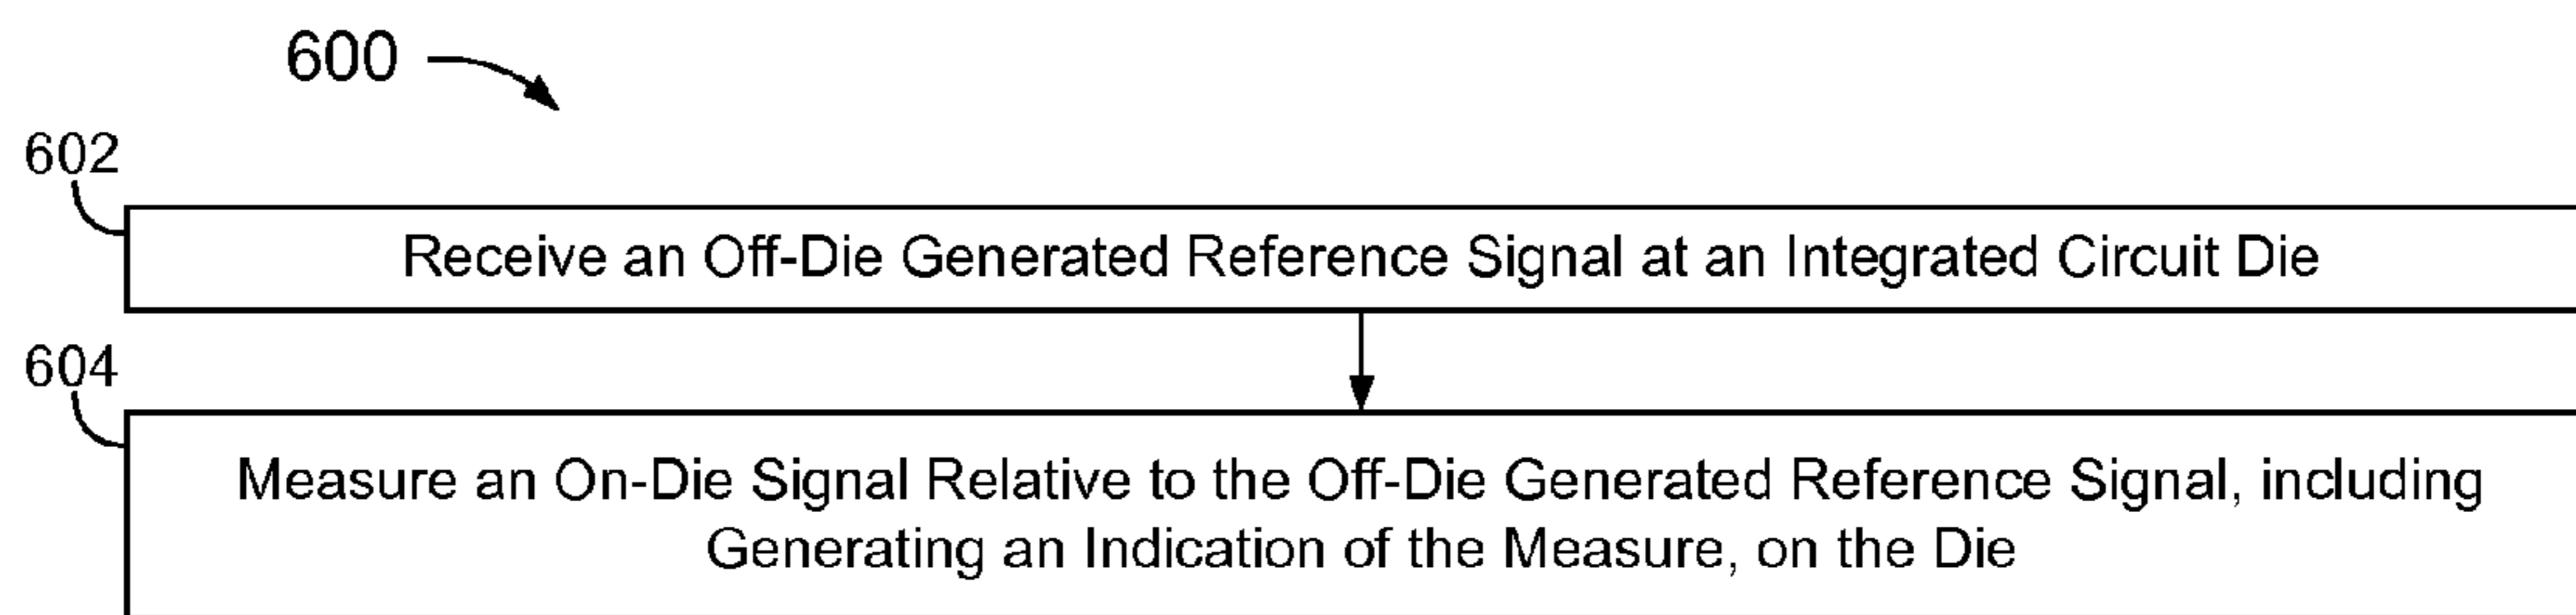 600
602
Receive an Off-Die Generated Reference Signal at an Integrated Circuit Die
604
Measure an On-Die Signal Relative to the Off-Die Generated Reference Signal, including
Generating an Indication of the Measure, on the Die